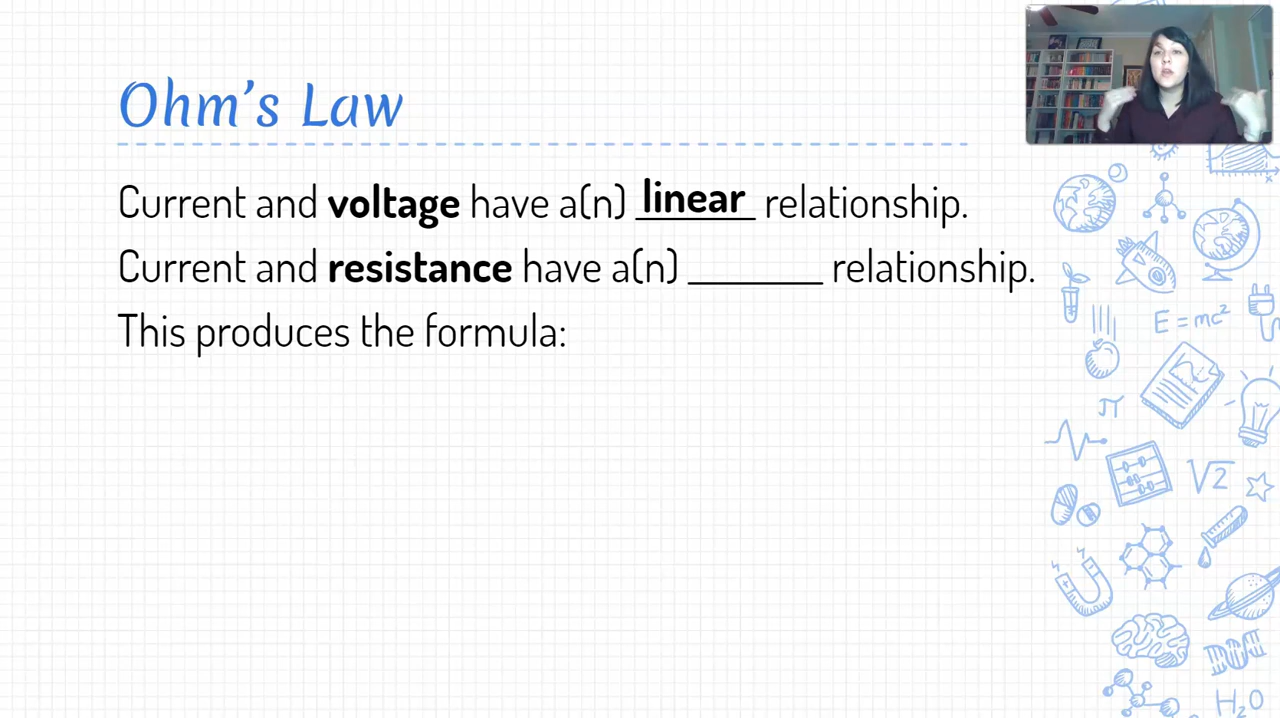 Ohm's Law
Current and voltage have a(n) linear relationship.
Current and resistance have a(n) ________ relationship.
This produces the formula:
E = mc²
π
√2
H₂O